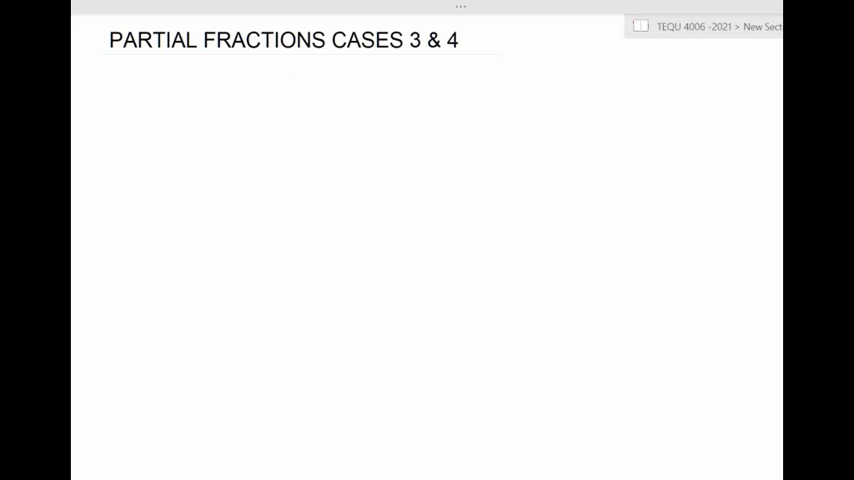 TEQU 4006 -2021 > New Sect
PARTIAL FRACTIONS CASES 3 & 4